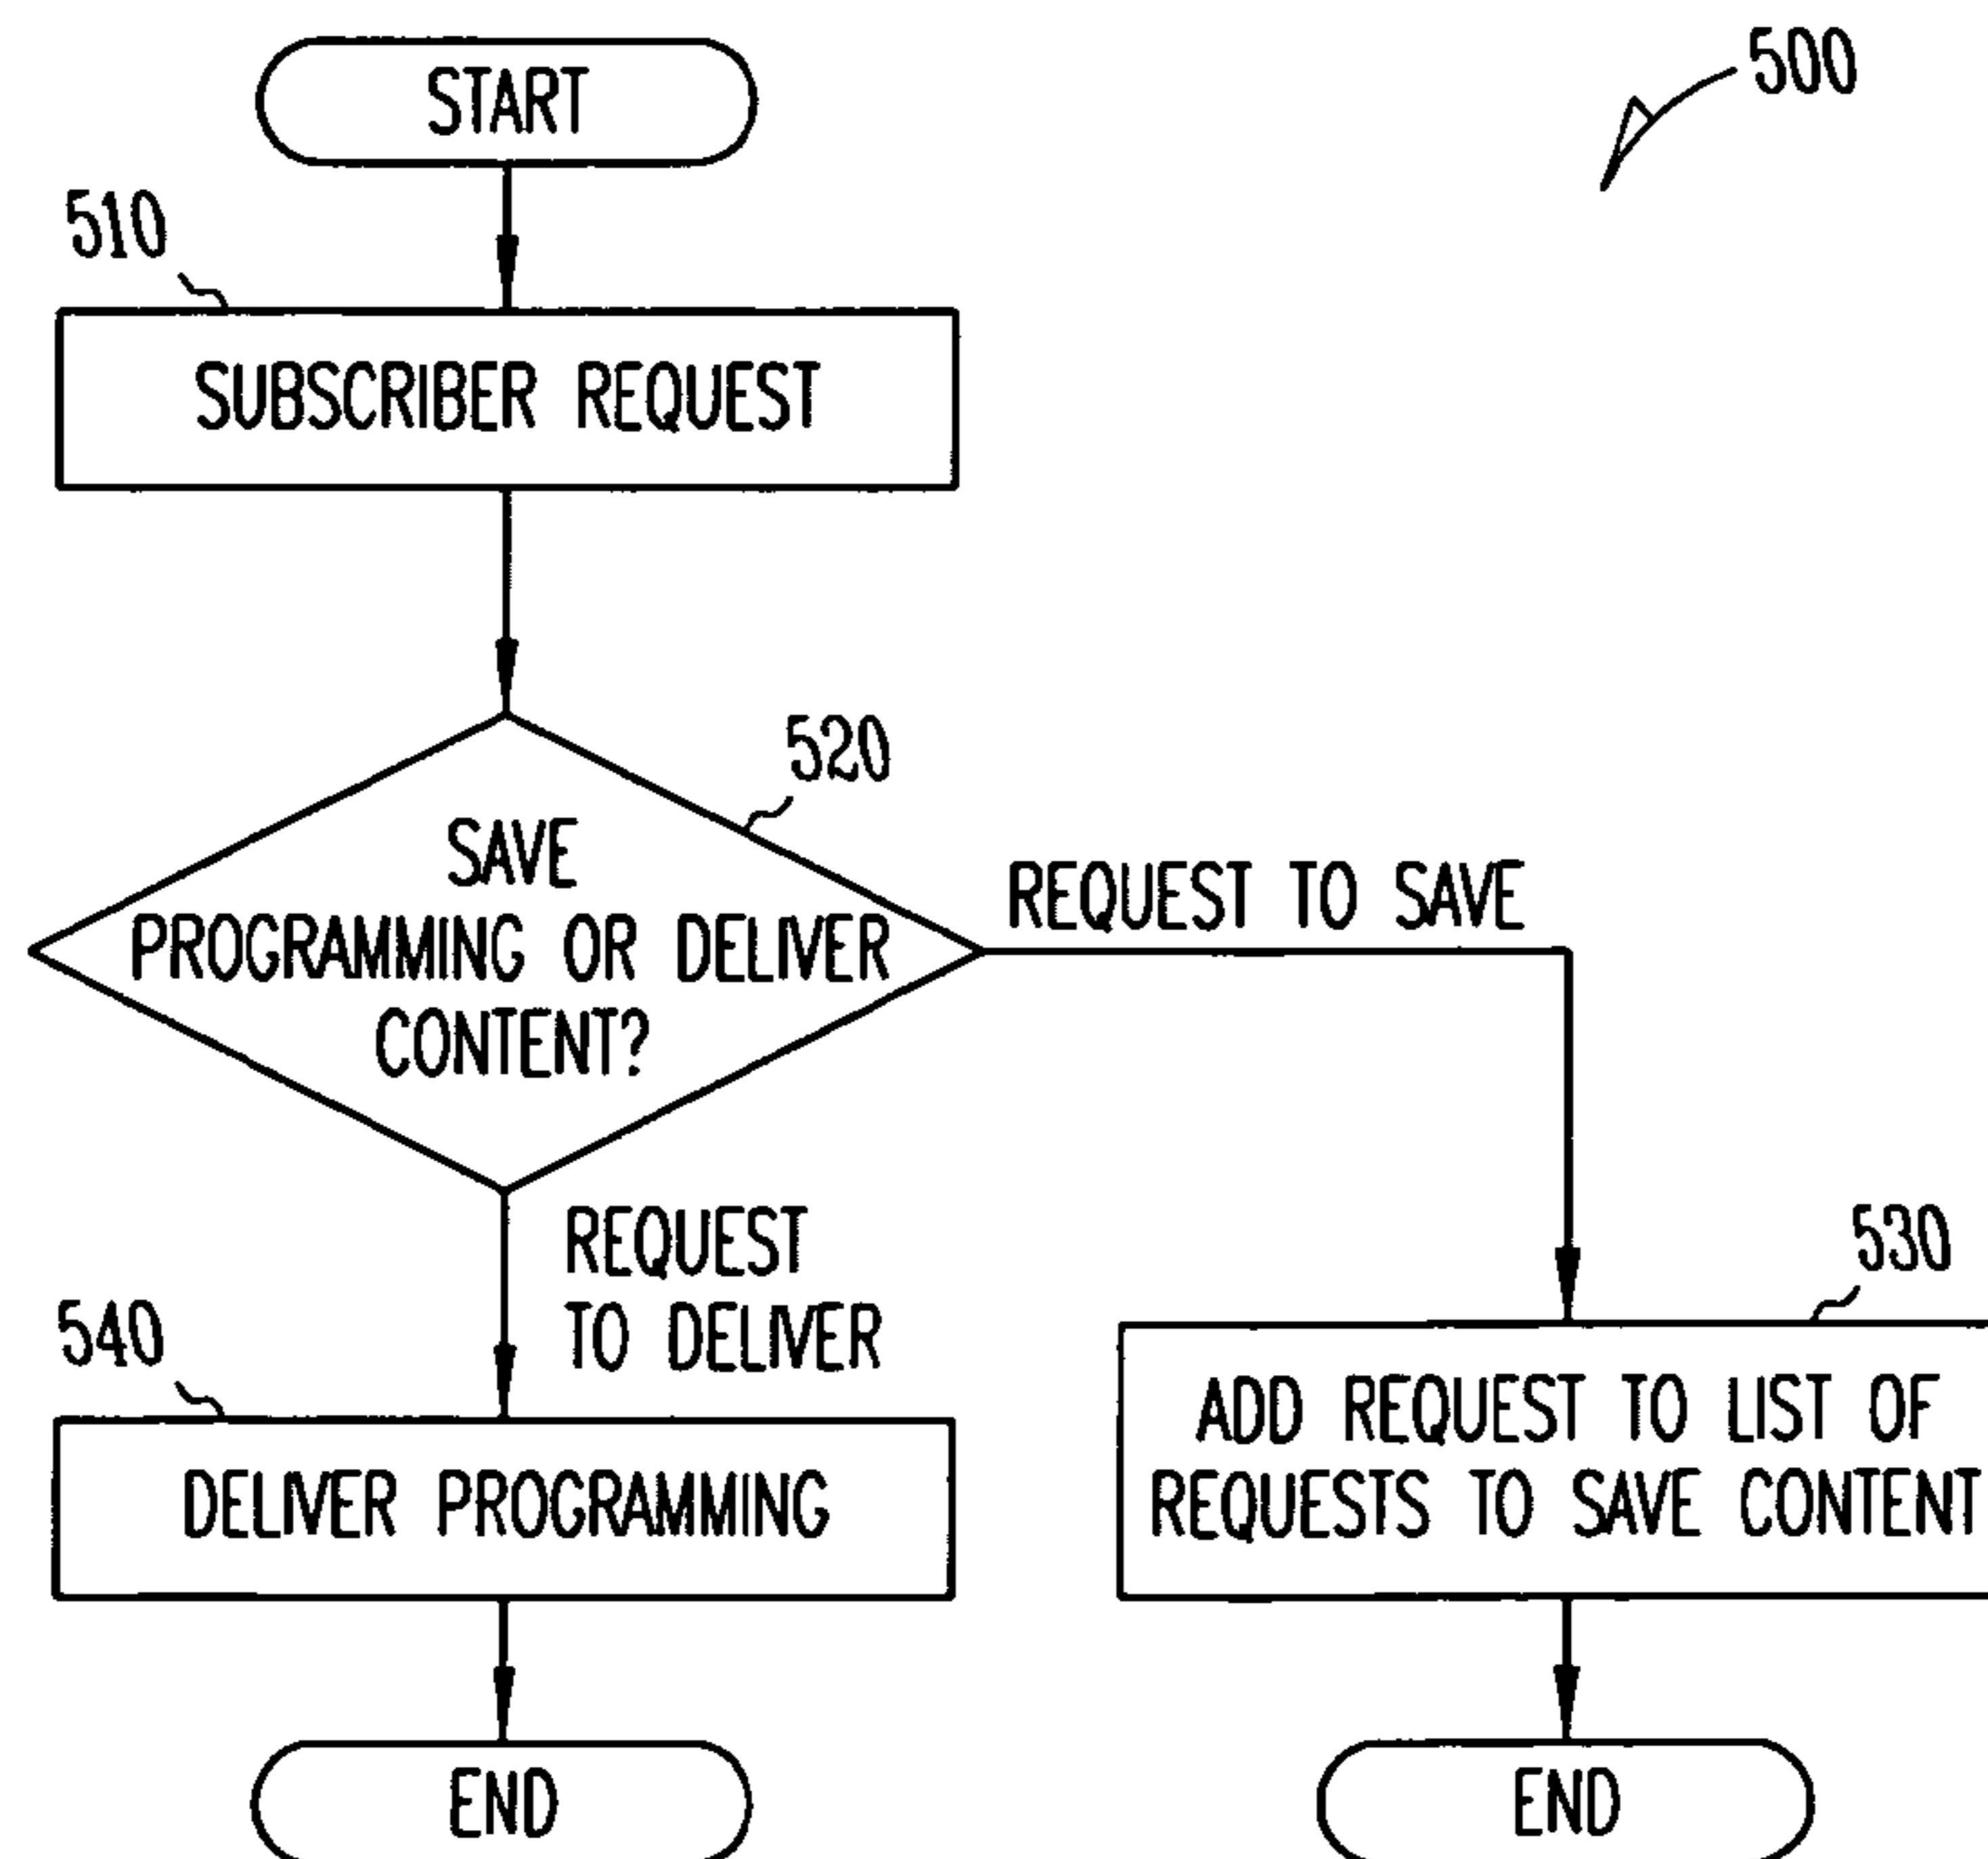 START
500
510
SUBSCRIBER REQUEST
520
SAVE
PROGRAMMING OR DELIVER
CONTENT?
REQUEST TO SAVE
REQUEST
TO DELIVER
530
540
ADD REQUEST TO LIST OF
REQUESTS TO SAVE CONTENT
DELIVER PROGRAMMING
END
END